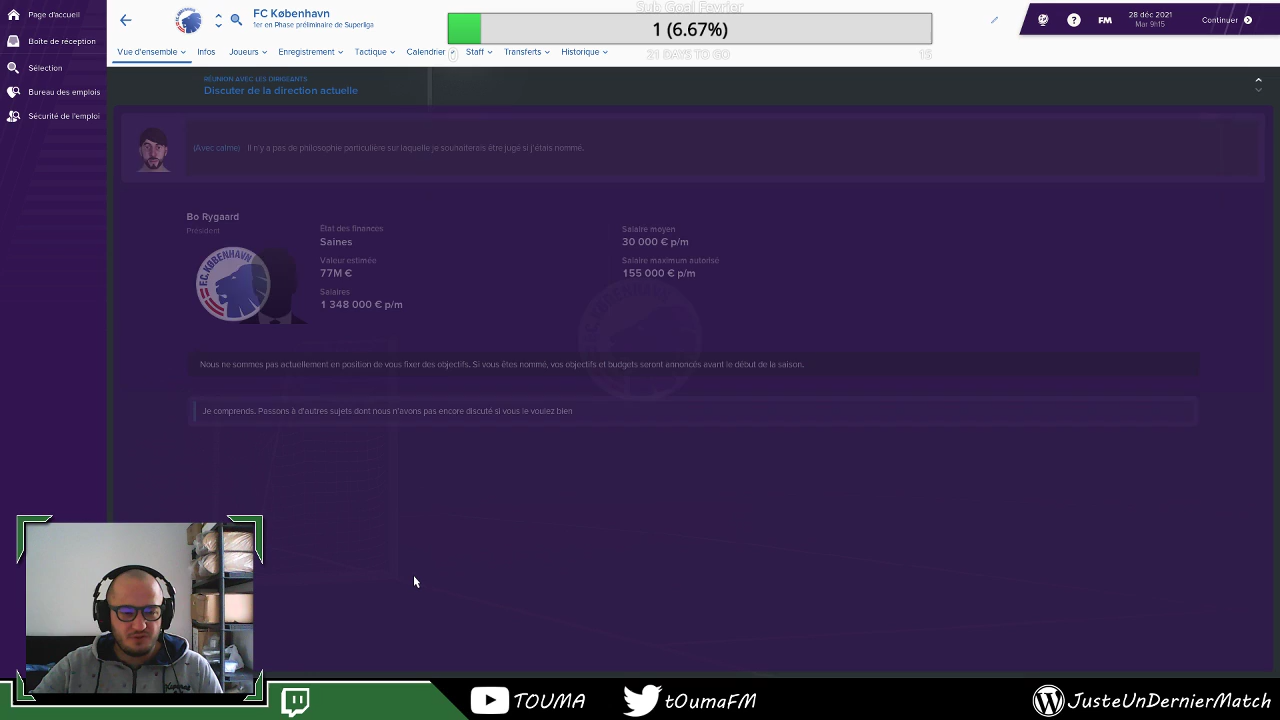 Page d'accueil
Boîte de réception
Sélection
Bureau des emplois
Sécurité de l'emploi
FC København
1er en Phase préliminaire de Superliga
Sub Goal Fevrier
1 (6.67%)
0
21 DAYS TO GO
15
FM
28 déc 2021
Mar 9h15
Continuer
Vue d'ensemble
Infos
Joueurs
Enregistrement
Tactique
Calendrier
Staff
Transferts
Historique
RÉUNION AVEC LES DIRIGEANTS
Discuter de la direction actuelle
(Avec calme) Il n'y a pas de philosophie particulière sur laquelle je souhaiterais être jugé si j'étais nommé.
Bo Rygaard
Président
F.C. KØBENHAVN
État des finances
Saines
Valeur estimée
77M €
Salaires
1 348 000 € p/m
Salaire moyen
30 000 € p/m
Salaire maximum autorisé
155 000 € p/m
Nous ne sommes pas actuellement en position de vous fixer des objectifs. Si vous êtes nommé, vos objectifs et budgets seront annoncés avant le début de la saison.
Je comprends. Passons à d'autres sujets dont nous n'avons pas encore discuté si vous le voulez bien
TOUMA
tOumaFM
JusteUnDernierMatch